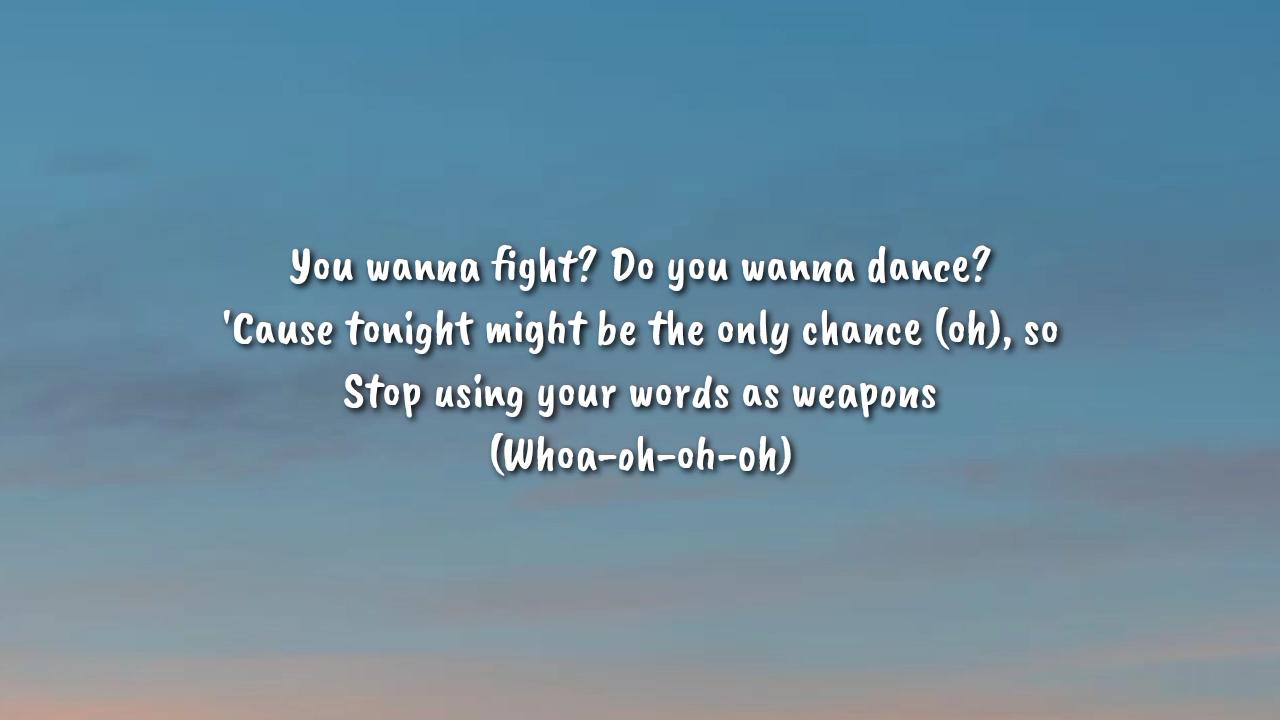 You wanna fight? Do you wanna dance?
'Cause tonight might be the only chance (oh), so
Stop using your words as weapons
(Whoa-oh-oh-oh)